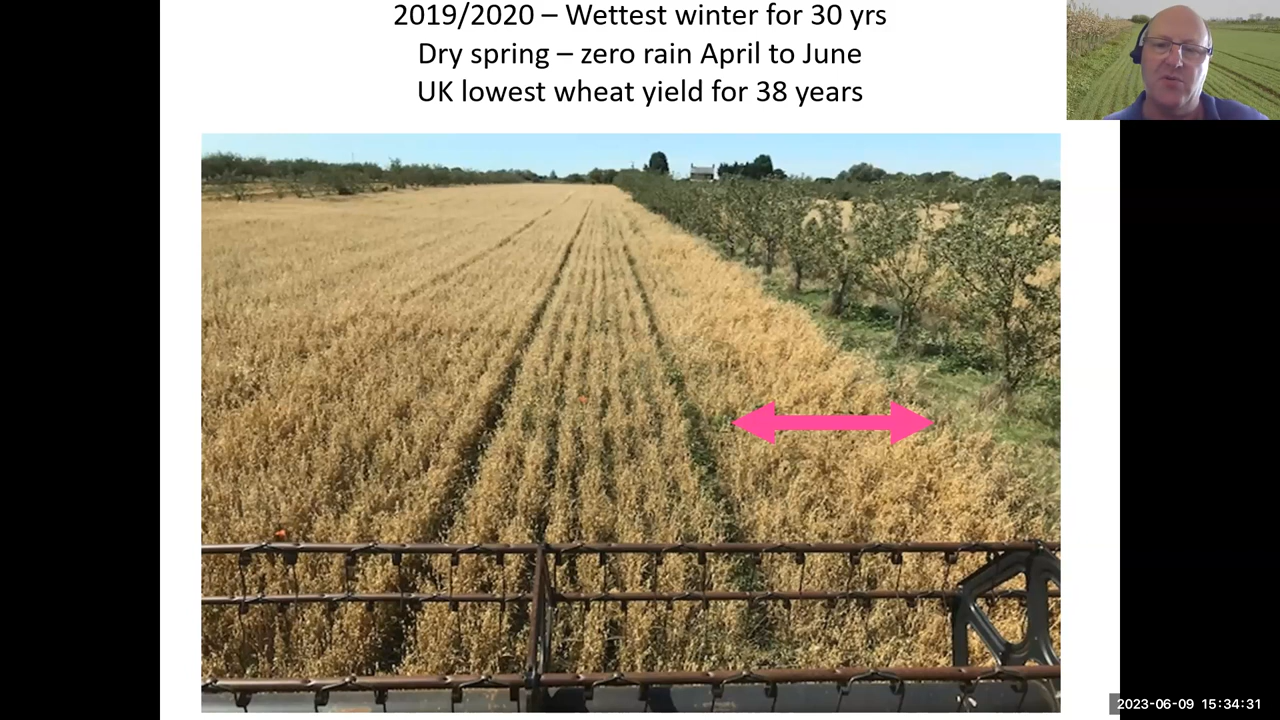 2019/2020 – Wettest winter for 30 yrs
Dry spring – zero rain April to June
UK lowest wheat yield for 38 years
2023-06-09 15:34:31